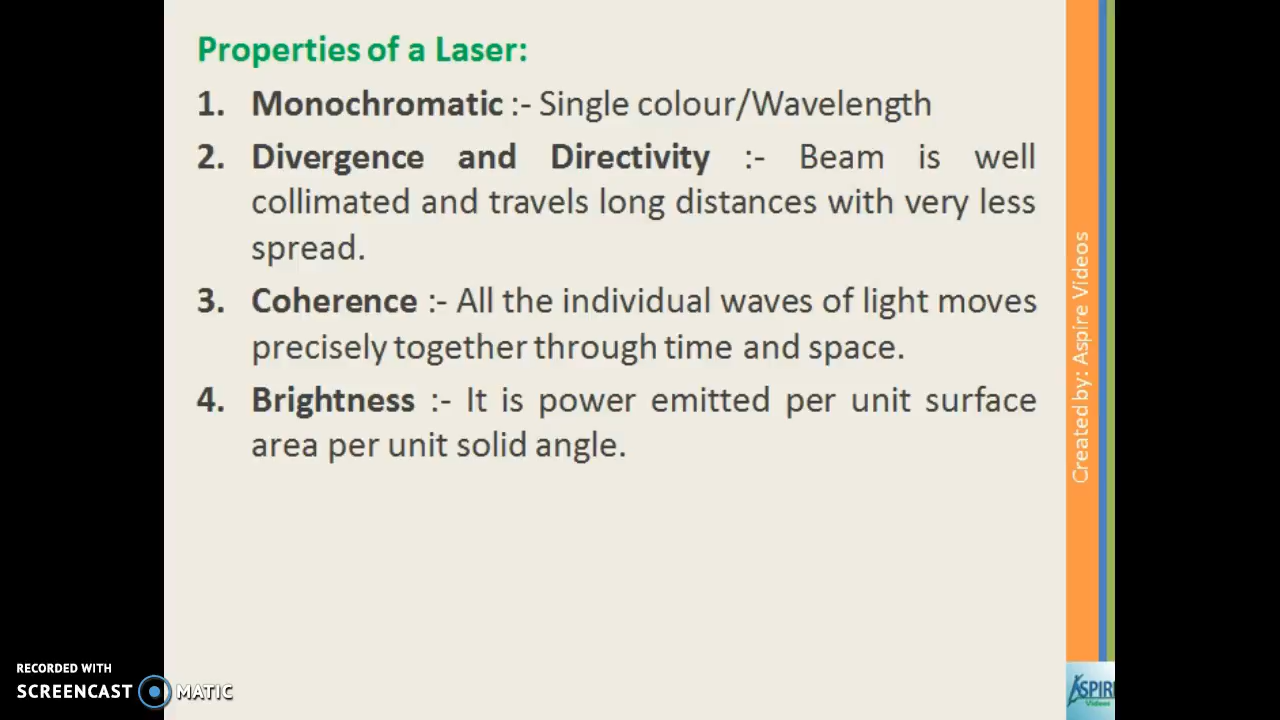 Properties of a Laser:
1. Monochromatic :- Single colour/Wavelength
2. Divergence and Directivity :- Beam is well
collimated and travels long distances with very less
spread.
3. Coherence :- All the individual waves of light moves
precisely together through time and space.
4. Brightness :- It is power emitted per unit surface
area per unit solid angle.
Created by: Aspire Videos
ASPIR
Videos
RECORDED WITH
SCREENCAST MATIC